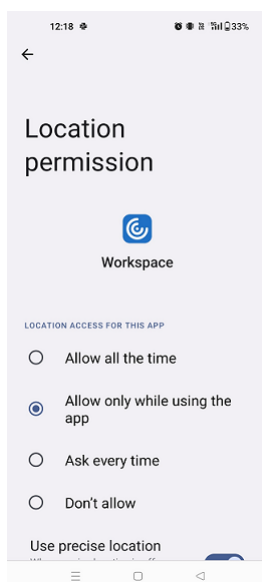 12:18
33%
Location
permission
Workspace
LOCATION ACCESS FOR THIS APP
Allow all the time
Allow only while using the
app
Ask every time
Don't allow
Use precise location